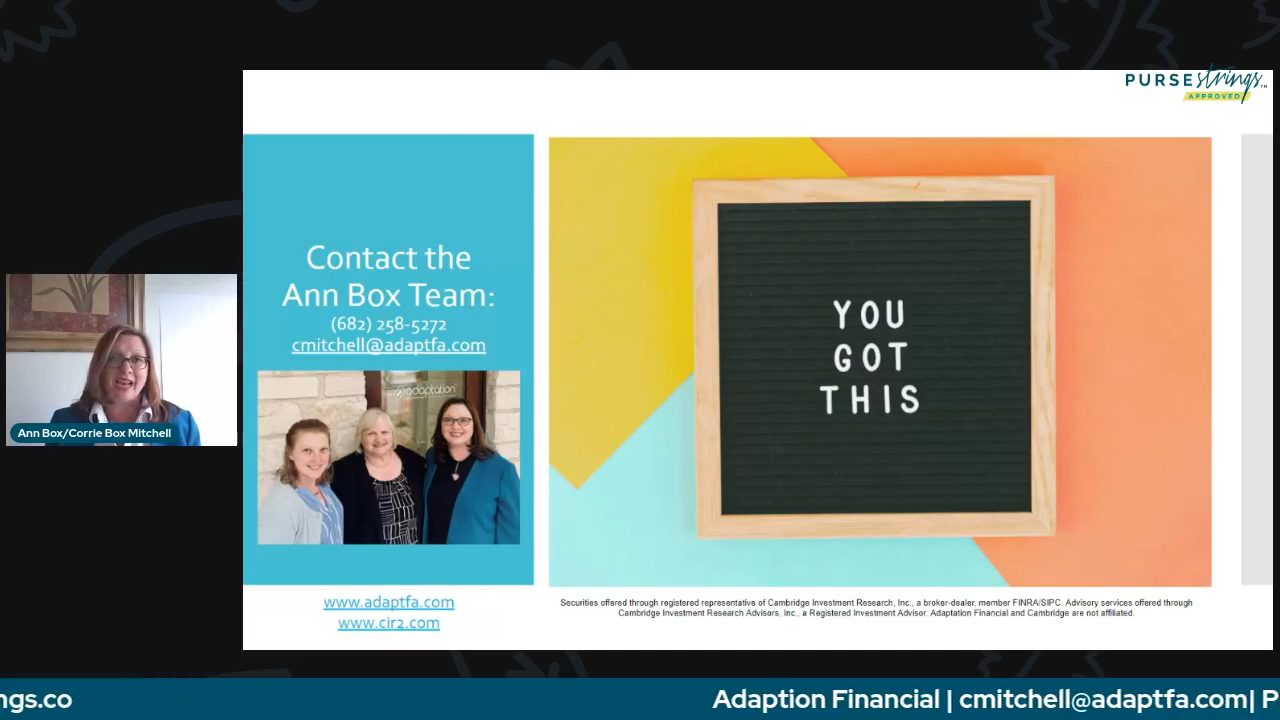 PURSEstrings™
APPROVED
Contact the
Ann Box Team:
(682) 258-5272
cmitchell@adaptfa.com
adaptation
YOU
GOT
THIS
Ann Box/Corrie Box Mitchell
www.adaptfa.com
www.cir2.com
Securities offered through registered representative of Cambridge Investment Research, Inc., a broker-dealer, member FINRA/SIPC. Advisory services offered through
Cambridge Investment Research Advisors, Inc., a Registered Investment Advisor. Adaptation Financial and Cambridge are not affiliated.
ngs.co
Adaption Financial | cmitchell@adaptfa.com| P